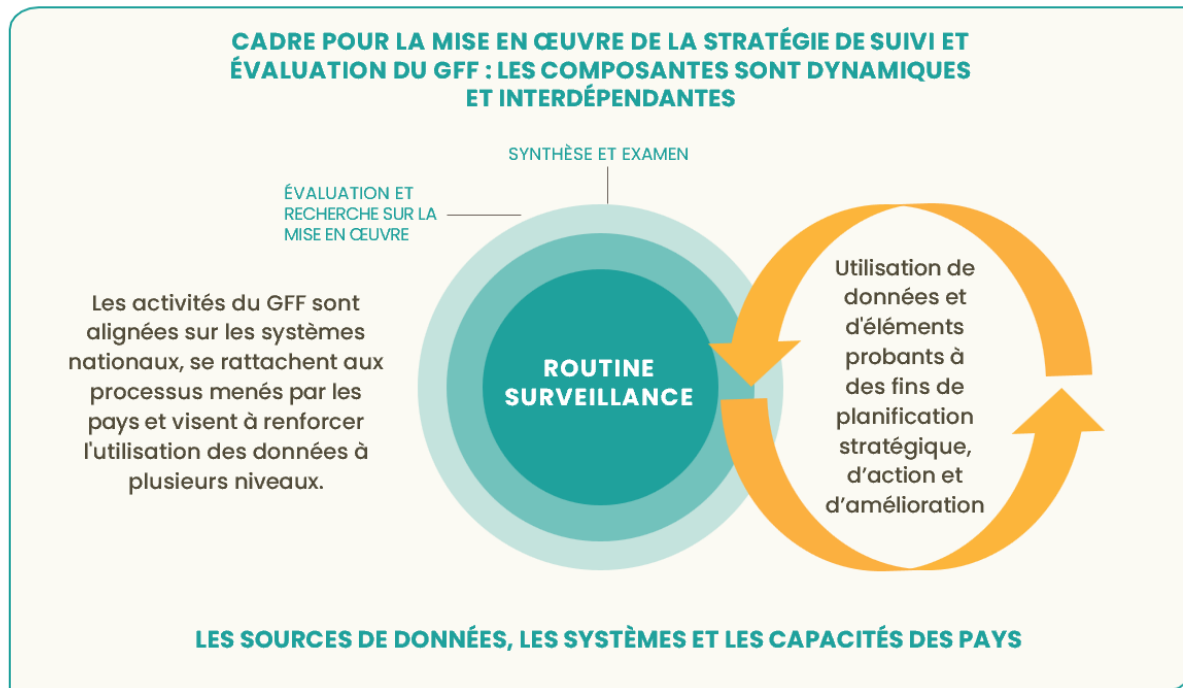 CADRE POUR LA MISE EN ŒUVRE DE LA STRATÉGIE DE SUIVI ET
ÉVALUATION DU GFF : LES COMPOSANTES SONT DYNAMIQUES
ET INTERDÉPENDANTES
SYNTHÈSE ET EXAMEN
ÉVALUATION ET
RECHERCHE SUR LA
MISE EN ŒUVRE
Les activités du GFF sont
alignées sur les systèmes
nationaux, se rattachent aux
processus menés par les
pays et visent à renforcer
l'utilisation des données à
plusieurs niveaux.
ROUTINE
SURVEILLANCE
Utilisation de
données et
d'éléments
probants à
des fins de
planification
stratégique,
d’action et
d’amélioration
LES SOURCES DE DONNÉES, LES SYSTÈMES ET LES CAPACITÉS DES PAYS